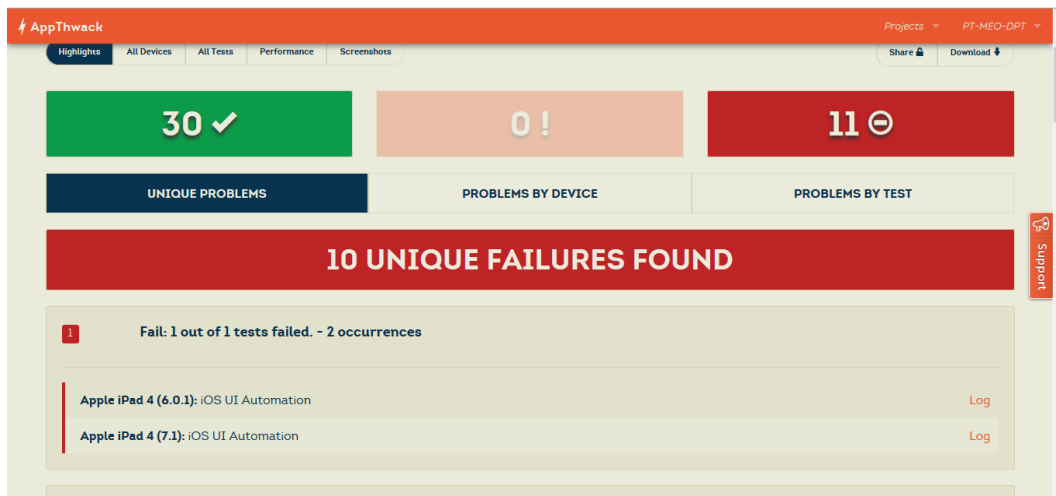 AppThwack Projects PT-MEO-DPT
Highlights All Devices All Tests Performance Screenshots Share Download
30 0 ! 11
UNIQUE PROBLEMS PROBLEMS BY DEVICE PROBLEMS BY TEST
10 UNIQUE FAILURES FOUND
Support
1 Fail: 1 out of 1 tests failed. - 2 occurrences
Apple iPad 4 (6.0.1): iOS UI Automation Log
Apple iPad 4 (7.1): iOS UI Automation Log